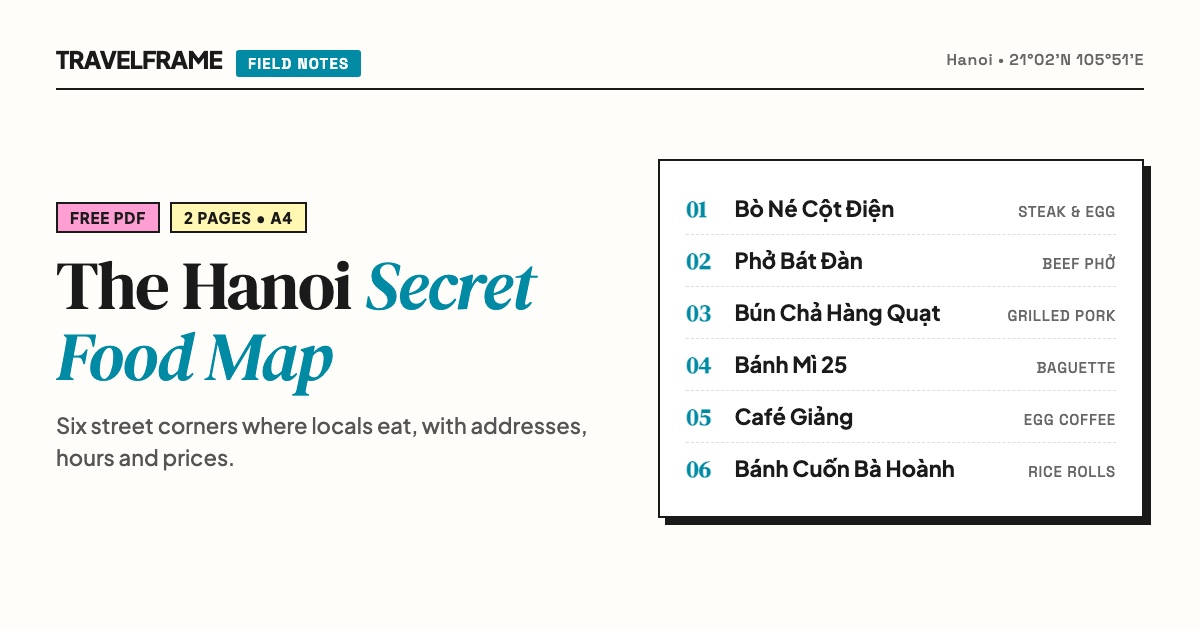 TRAVELFRAME FIELD NOTES
Hanoi • 21°02’N 105°51’E
FREE PDF
2 PAGES • A4
The Hanoi Secret
Food Map
Six street corners where locals eat, with addresses,
hours and prices.
01 Bò Né Cột Điện STEAK & EGG
02 Phở Bát Đàn BEEF PHỞ
03 Bún Chả Hàng Quạt GRILLED PORK
04 Bánh Mì 25 BAGUETTE
05 Café Giảng EGG COFFEE
06 Bánh Cuốn Bà Hoành RICE ROLLS